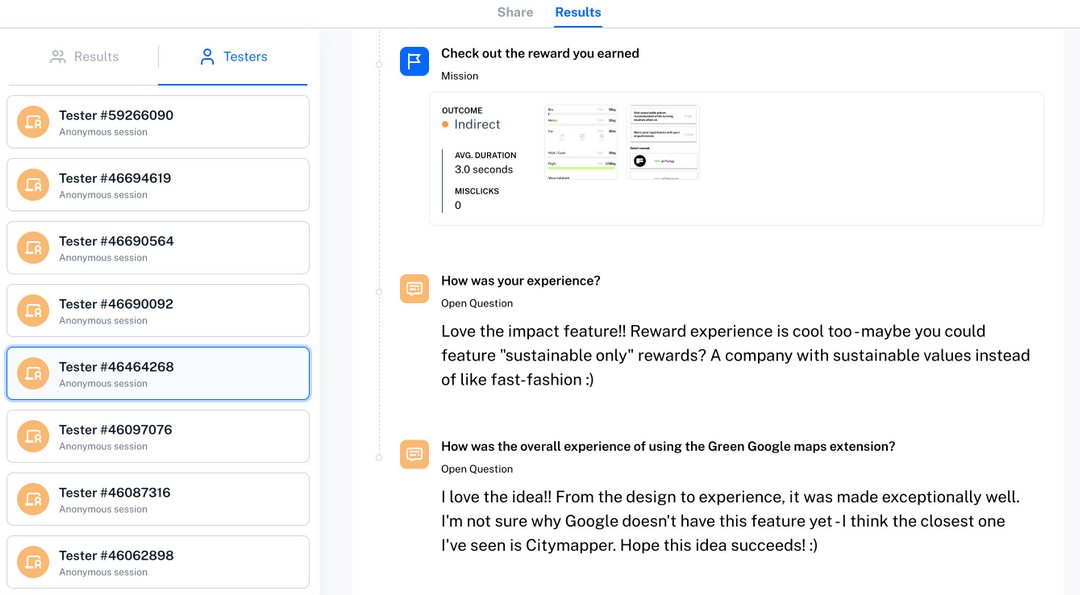 Share
Results
Results
Testers
Tester #59266090
Anonymous session
Tester #46694619
Anonymous session
Tester #46690564
Anonymous session
Tester #46690092
Anonymous session
Tester #46464268
Anonymous session
Tester #46097076
Anonymous session
Tester #46087316
Anonymous session
Tester #46062898
Anonymous session
Check out the reward you earned
Mission
OUTCOME
Indirect
AVG. DURATION
3.0 seconds
MISCLICKS
0
How was your experience?
Open Question
Love the impact feature!! Reward experience is cool too - maybe you could
feature "sustainable only" rewards? A company with sustainable values instead
of like fast-fashion :)
How was the overall experience of using the Green Google maps extension?
Open Question
I love the idea!! From the design to experience, it was made exceptionally well.
I'm not sure why Google doesn't have this feature yet - I think the closest one
I've seen is Citymapper. Hope this idea succeeds! :)